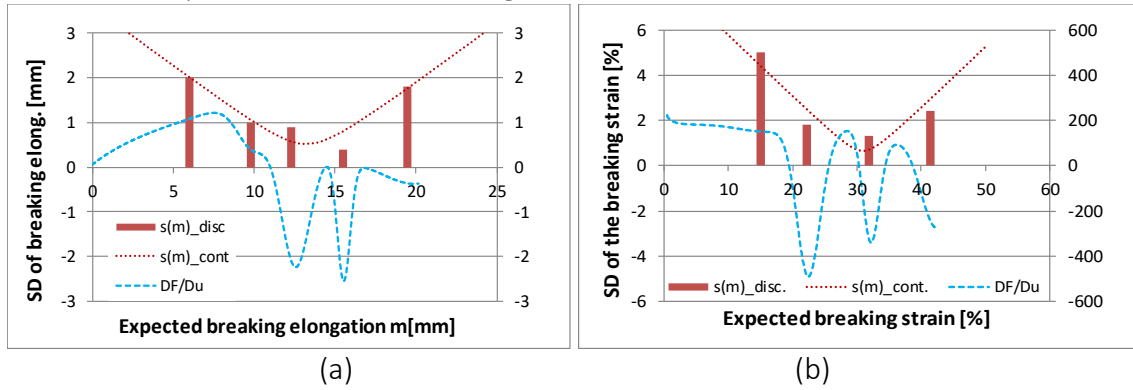 SD of breaking elong. [mm]
3
2
1
0
-1
-2
-3
3
2
1
0
-1
-2
-3
0 5 10 15 20 25
s(m)_disc
s(m)_cont
DF/Du
Expected breaking elongation m[mm]
(a)
SD of the breaking strain [%]
6
4
2
0
-2
-4
-6
600
400
200
0
-200
-400
-600
0 10 20 30 40 50 60
s(m)_disc. s(m)_cont. DF/Du
Expected breaking strain [%]
(b)